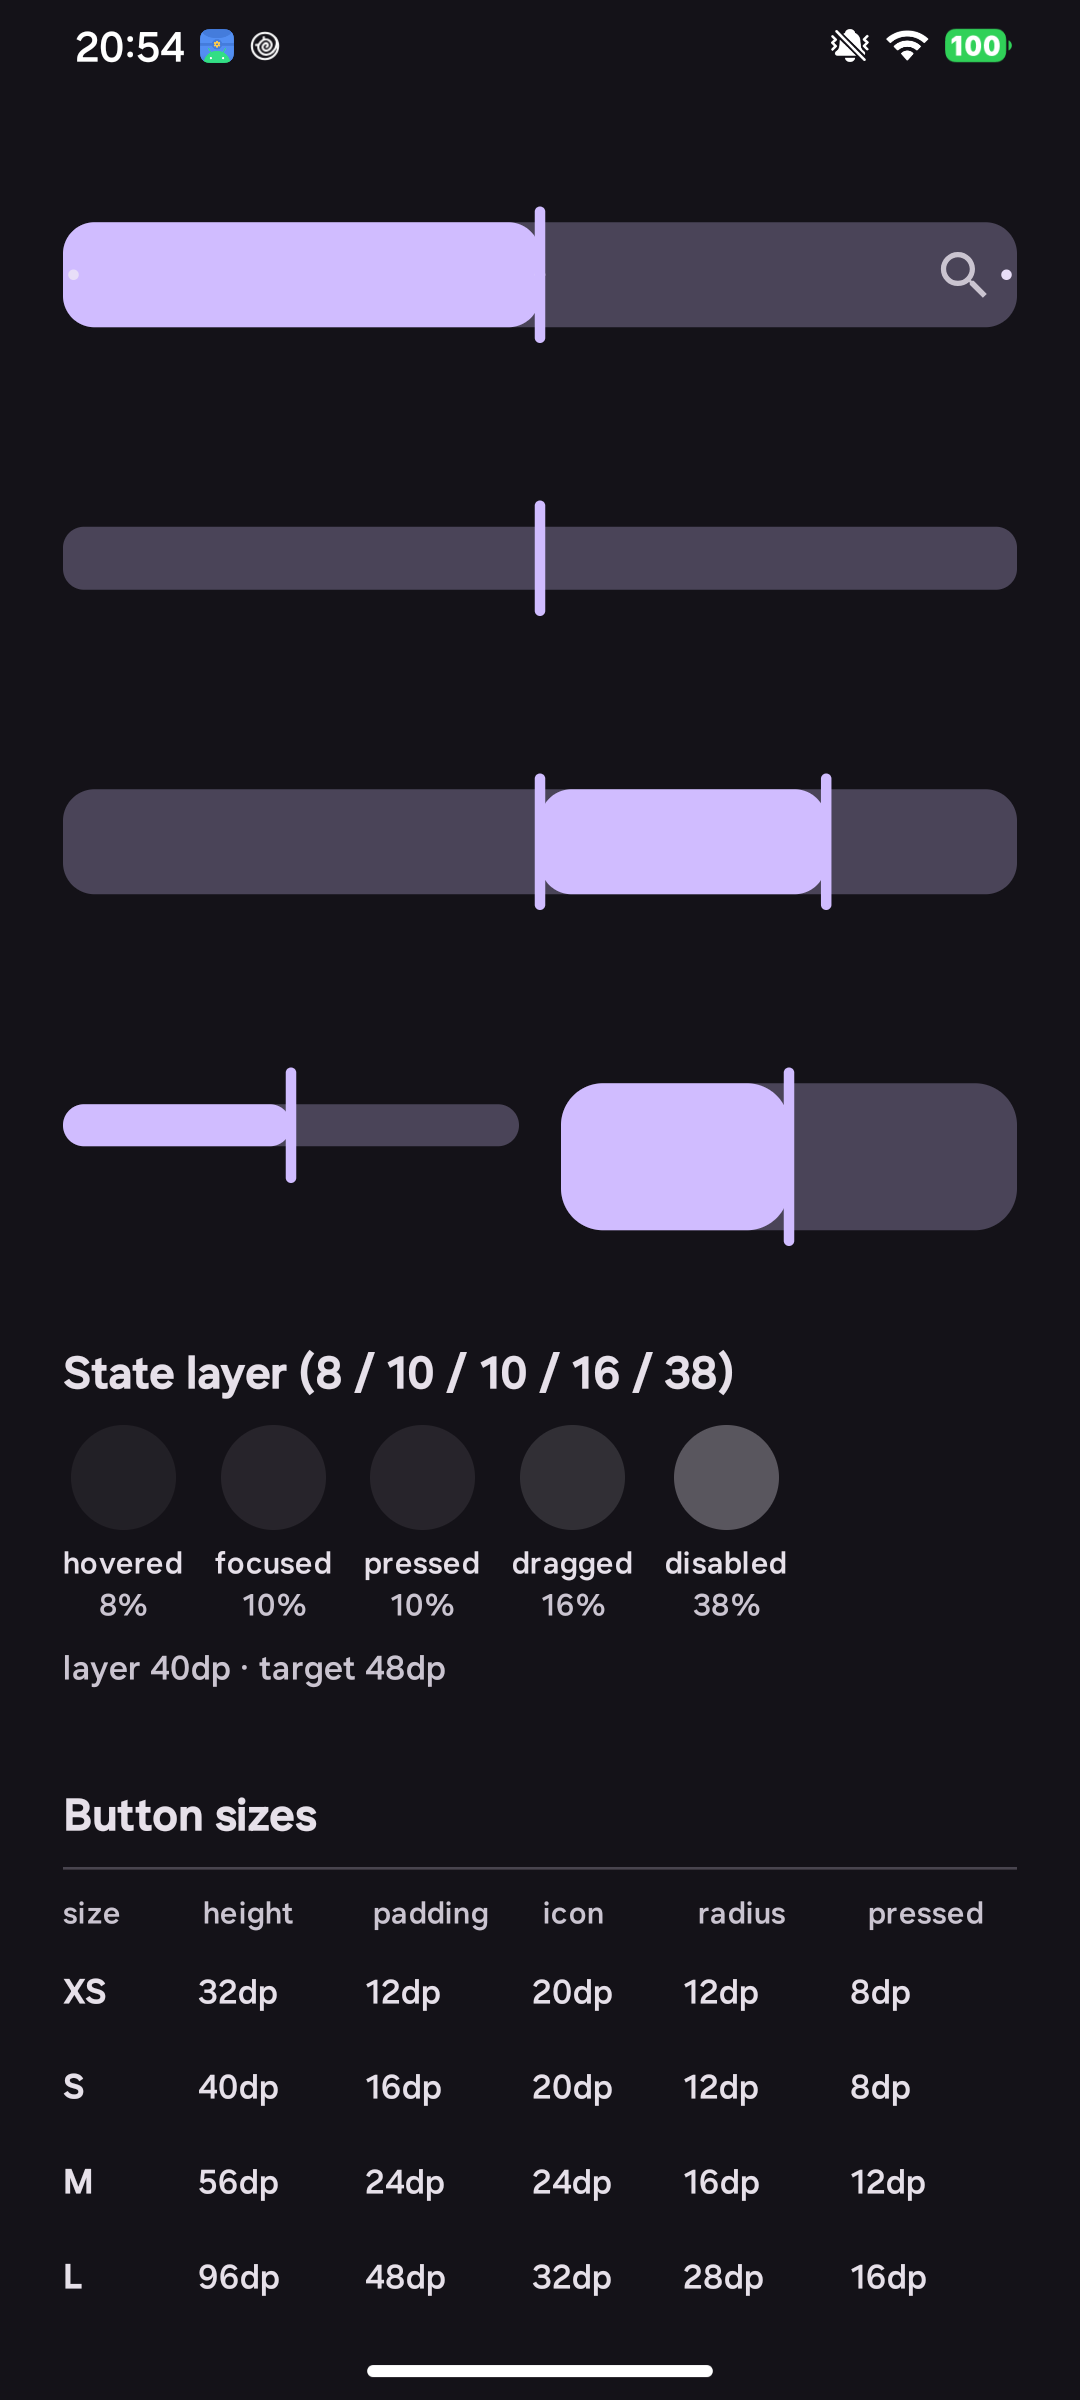 20:54 100
State layer (8 / 10 / 10 / 16 / 38)
hovered focused pressed dragged disabled
8% 10% 10% 16% 38%
layer 40dp · target 48dp
Button sizes
size height padding icon radius pressed
XS 32dp 12dp 20dp 12dp 8dp
S 40dp 16dp 20dp 12dp 8dp
M 56dp 24dp 24dp 16dp 12dp
L 96dp 48dp 32dp 28dp 16dp